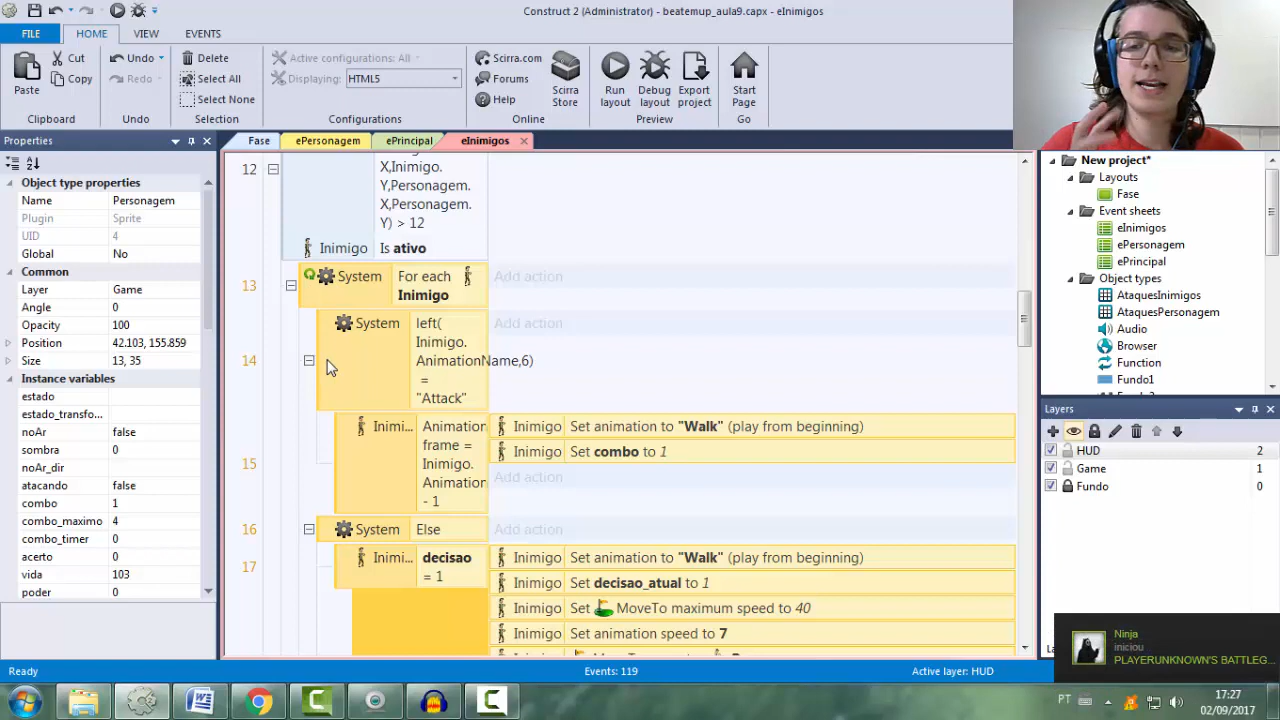 Construct 2 (Administrator) - beatemup_aula9.capx - eInimigos
FILE HOME VIEW EVENTS
Paste Cut Copy
Clipboard
Undo Redo
Undo
Delete
Select All
Select None
Selection
Active configurations: All
Displaying: HTML5
Configurations
Scirra.com
Forums
Help
Scirra Store
Online
Run layout
Debug layout
Export project
Preview
Start Page
Go
Properties
Object type properties
Name Personagem
Plugin Sprite
UID 4
Global No
Common
Layer Game
Angle 0
Opacity 100
Position 42.103, 155.859
Size 13, 35
Instance variables
estado
estado_transfo...
noAr false
sombra 0
noAr_dir
atacando false
combo 1
combo_maximo 4
combo_timer 0
acerto 0
vida 103
poder 0
Fase ePersonagem ePrincipal eInimigos
12
X,Inimigo.
Y,Personagem.
X,Personagem.
Y) > 12
Inimigo Is ativo
13 System For each Inimigo Add action
14 System left(
Inimigo.
AnimationName,6)
=
"Attack"
Add action
15 Inimi... Animation
frame =
Inimigo.
Animation
- 1
Inimigo Set animation to "Walk" (play from beginning)
Inimigo Set combo to 1
Add action
16 System Else Add action
17 Inimi... decisao
= 1
Inimigo Set animation to "Walk" (play from beginning)
Inimigo Set decisao_atual to 1
Inimigo Set MoveTo maximum speed to 40
Inimigo Set animation speed to 7
New project*
Layouts
Fase
Event sheets
eInimigos
ePersonagem
ePrincipal
Object types
AtaquesInimigos
AtaquesPersonagem
Audio
Browser
Function
Fundo1
Layers
HUD 2
Game 1
Fundo 0
Ninja
iniciou
PLAYERUNKNOWN'S BATTLEG...
Ready
Events: 119
Active layer: HUD
PT
17:27
02/09/2017